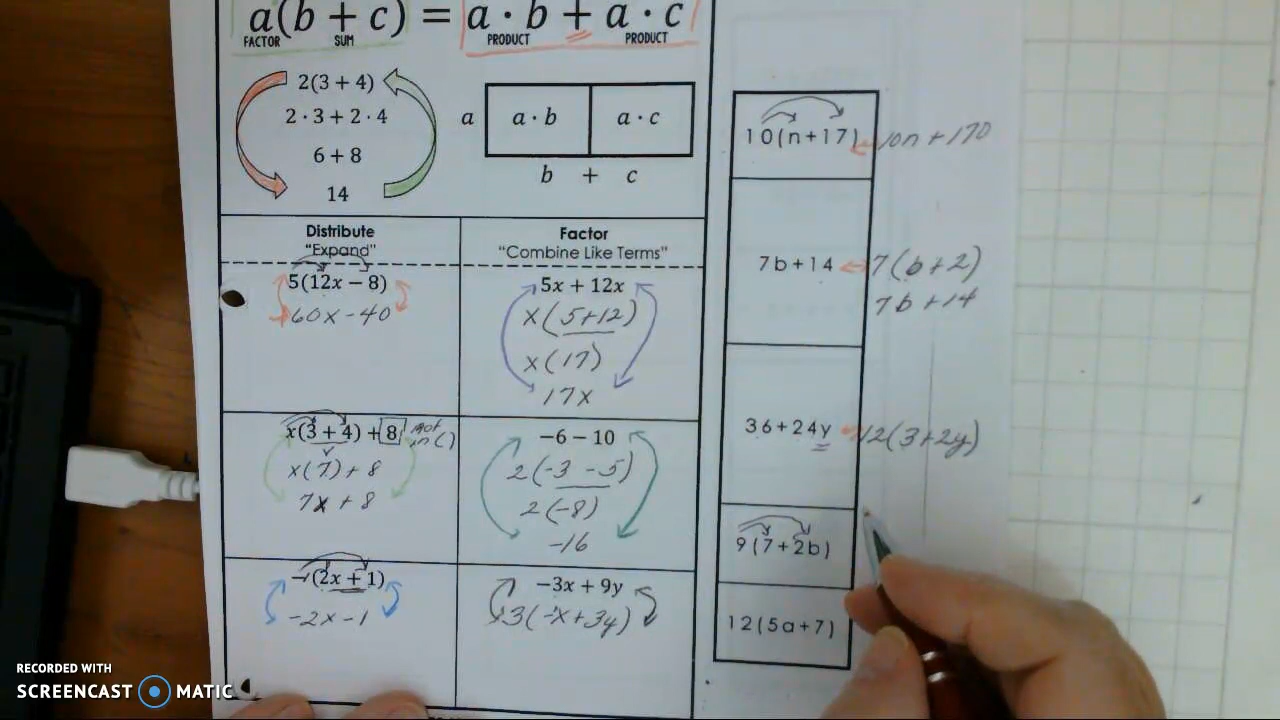 a(b + c) = a · b + a · c
FACTOR SUM PRODUCT PRODUCT
2(3 + 4)
2 · 3 + 2 · 4
6 + 8
14
a a · b a · c
b + c
Distribute
"Expand"
5(12x − 8)
60x - 40
Factor
"Combine Like Terms"
5x + 12x
x(5+12)
x(17)
17x
x(3 + 4) + 8 not in ()
x(7) + 8
7x + 8
−6 − 10
2(-3 - 5)
2(-8)
-16
−(2x + 1)
-2x - 1
−3x + 9y
3(-x + 3y)
10(n+17) 10n + 170
7b+14 7(b+2)
7b + 14
36+24y 12(3+2y)
9(7+2b)
12(5a+7)
RECORDED WITH
SCREENCAST MATIC